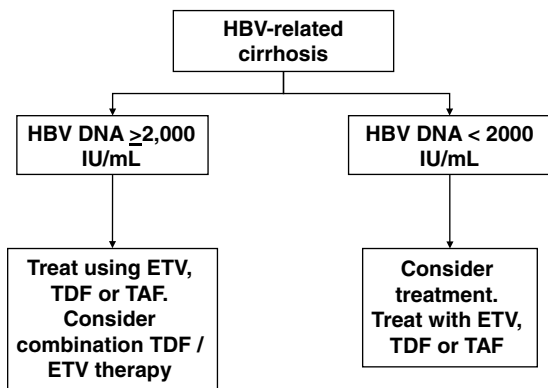 HBV-related
cirrhosis
HBV DNA ≥2,000
IU/mL
HBV DNA < 2000
IU/mL
Treat using ETV,
TDF or TAF.
Consider
combination TDF /
ETV therapy
Consider
treatment.
Treat with ETV,
TDF or TAF